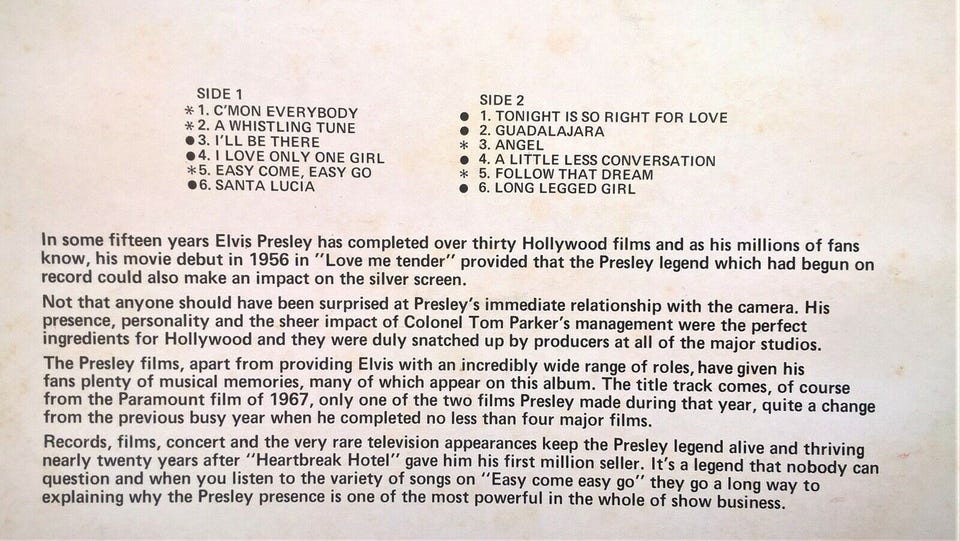 SIDE 1
* 1. C'MON EVERYBODY
* 2. A WHISTLING TUNE
● 3. I'LL BE THERE
● 4. I LOVE ONLY ONE GIRL
* 5. EASY COME, EASY GO
● 6. SANTA LUCIA
SIDE 2
● 1. TONIGHT IS SO RIGHT FOR LOVE
● 2. GUADALAJARA
* 3. ANGEL
● 4. A LITTLE LESS CONVERSATION
* 5. FOLLOW THAT DREAM
● 6. LONG LEGGED GIRL
In some fifteen years Elvis Presley has completed over thirty Hollywood films and as his millions of fans
know, his movie debut in 1956 in "Love me tender" provided that the Presley legend which had begun on
record could also make an impact on the silver screen.
Not that anyone should have been surprised at Presley's immediate relationship with the camera. His
presence, personality and the sheer impact of Colonel Tom Parker's management were the perfect
ingredients for Hollywood and they were duly snatched up by producers at all of the major studios.
The Presley films, apart from providing Elvis with an incredibly wide range of roles, have given his
fans plenty of musical memories, many of which appear on this album. The title track comes, of course
from the Paramount film of 1967, only one of the two films Presley made during that year, quite a change
from the previous busy year when he completed no less than four major films.
Records, films, concert and the very rare television appearances keep the Presley legend alive and thriving
nearly twenty years after "Heartbreak Hotel" gave him his first million seller. It's a legend that nobody can
question and when you listen to the variety of songs on "Easy come easy go" they go a long way to
explaining why the Presley presence is one of the most powerful in the whole of show business.